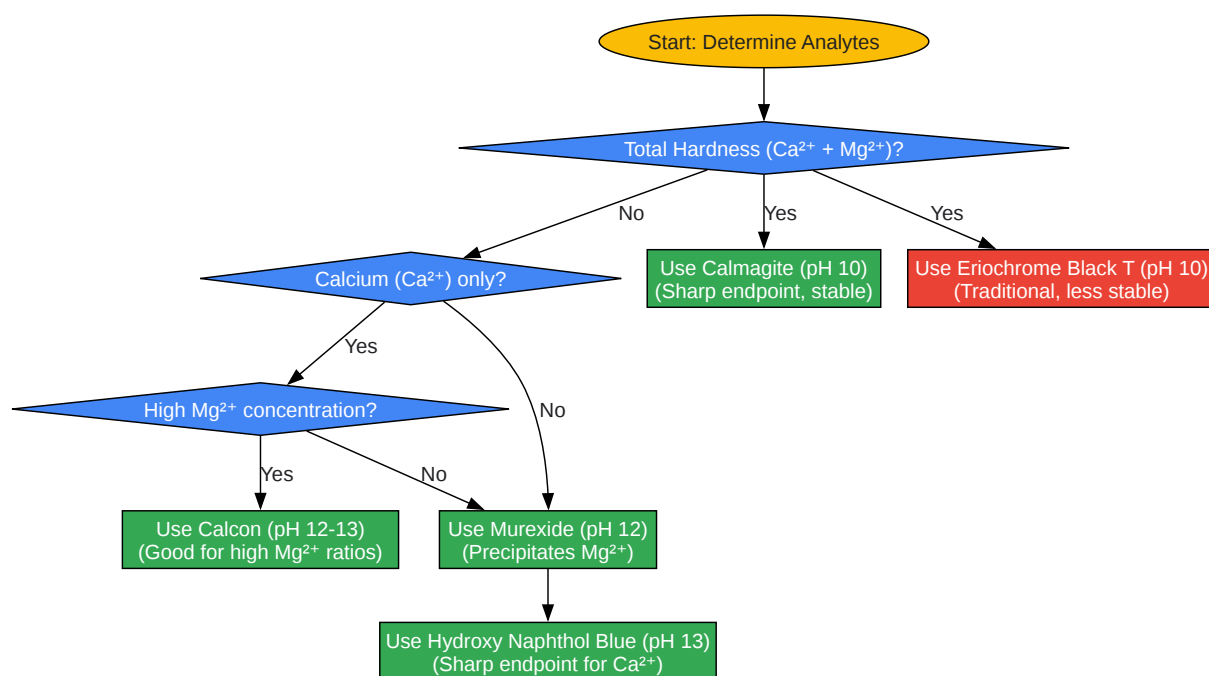 Start: Determine Analytes
Total Hardness (Ca²⁺ + Mg²⁺)?
No
Yes
Yes
Calcium (Ca²⁺) only?
Use Calmagite (pH 10)
(Sharp endpoint, stable)
Use Eriochrome Black T (pH 10)
(Traditional, less stable)
Yes
No
High Mg²⁺ concentration?
Yes
No
Use Calcon (pH 12-13)
(Good for high Mg²⁺ ratios)
Use Murexide (pH 12)
(Precipitates Mg²⁺)
Use Hydroxy Naphthol Blue (pH 13)
(Sharp endpoint for Ca²⁺)